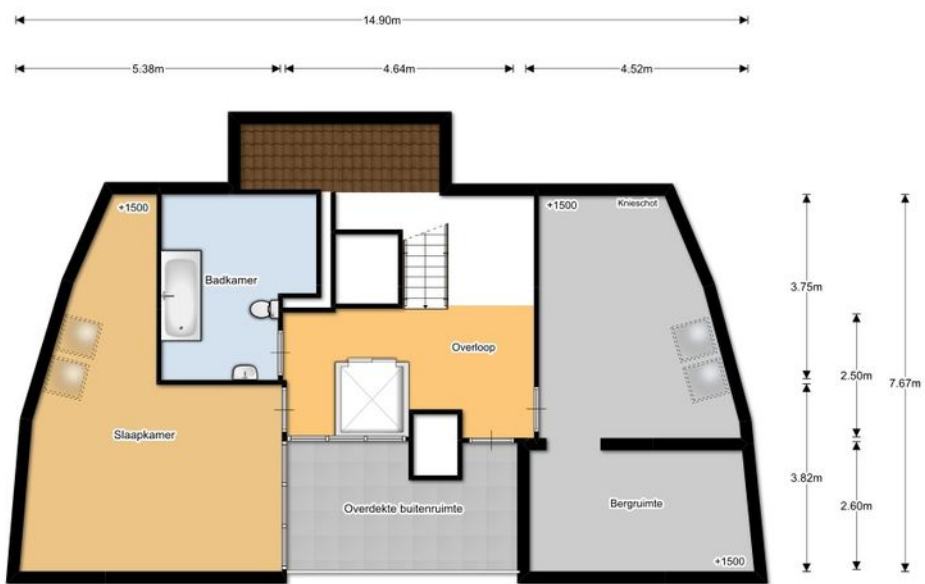 14.90m
5.38m
4.64m
4.52m
+1500
+1500
Knieschot
Badkamer
3.75m
Overloop
2.50m
7.67m
Slaapkamer
3.82m
Overdekte buitenruimte
Bergruimte
2.60m
+1500